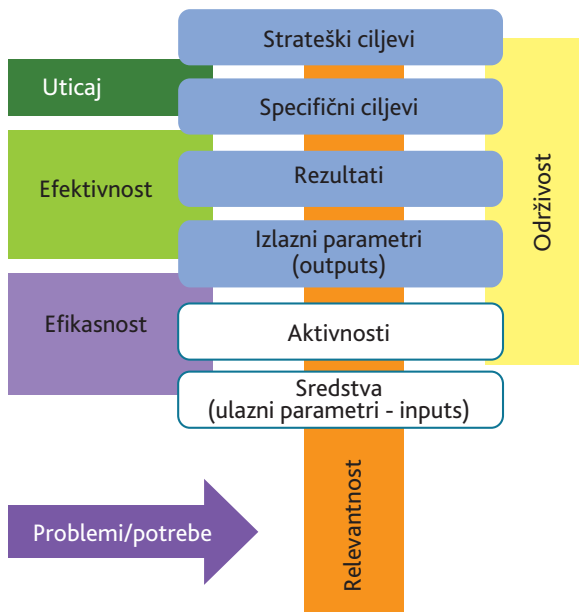 Strateški ciljevi
Uticaj
Specifični ciljevi
Efektivnost
Rezultati
Održivost
Izlazni parametri
(outputs)
Efikasnost
Aktivnosti
Sredstva
(ulazni parametri - inputs)
Problemi/potrebe
Relevantnost